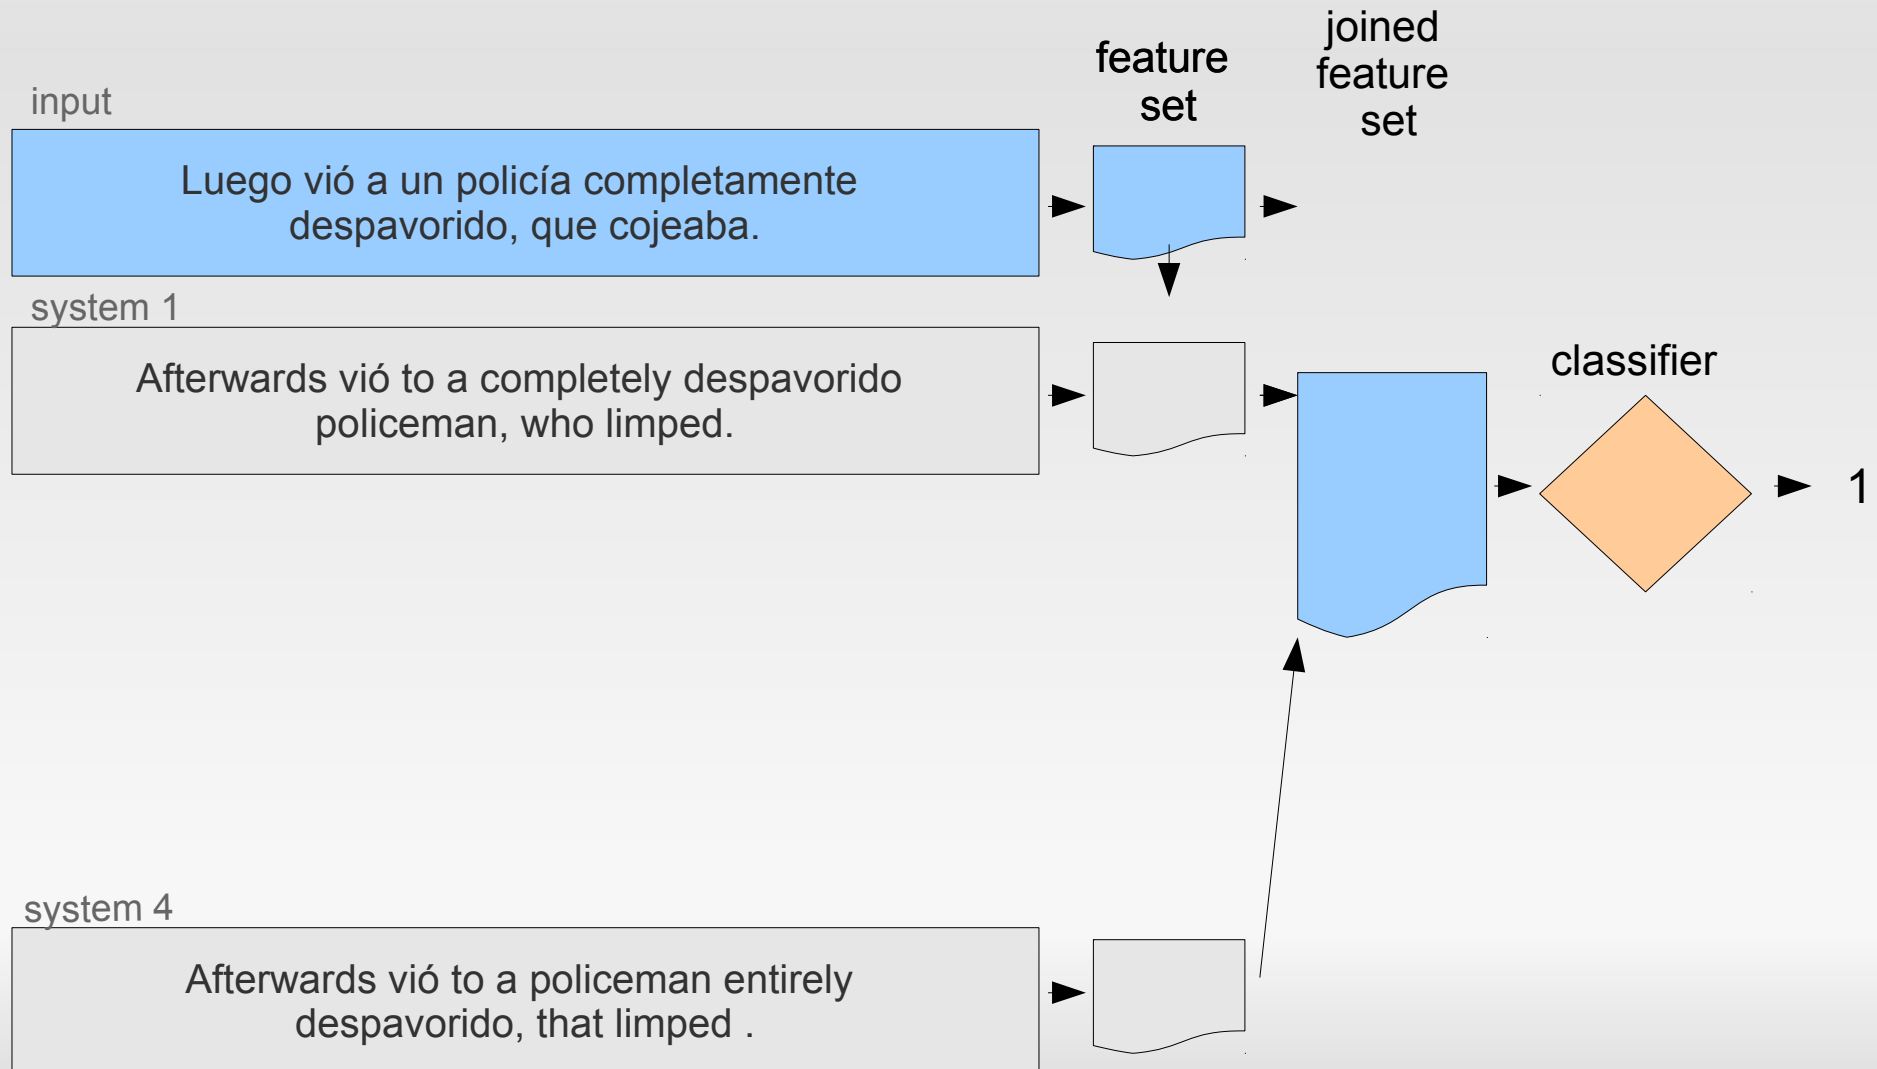 joined
feature
set
feature
set
input
Luego vió a un policía completamente
despavorido, que cojeaba.
system 1
Afterwards vió to a completely despavorido
policeman, who limped.
classifier
1
system 4
Afterwards vió to a policeman entirely
despavorido, that limped .